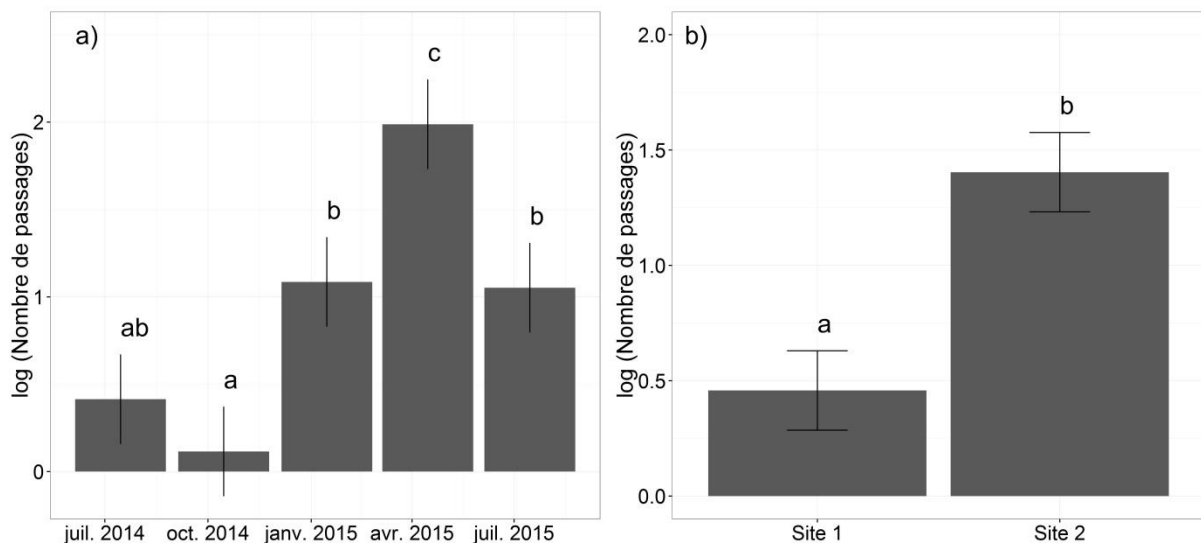 a)
log (Nombre de passages)
2
1
0
ab
a
b
c
b
juil. 2014
oct. 2014
janv. 2015
avr. 2015
juil. 2015
b)
log (Nombre de passages)
2.0
1.5
1.0
0.5
0.0
a
b
Site 1
Site 2